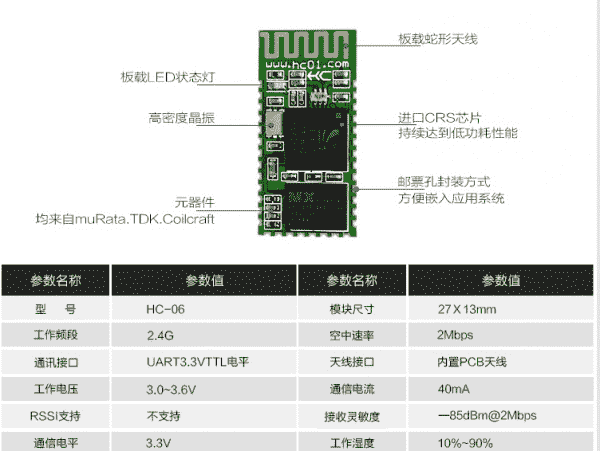 板载蛇形天线
www.hc01.com
HC
板载LED状态灯
高密度晶振
进口CRS芯片
持续达到低功耗性能
邮票孔封装方式
方便嵌入应用系统
元器件
均来自muRata.TDK.Coilcraft
MX
参数名称 参数值 参数名称 参数值
型 号 HC-06 模块尺寸 27X13mm
工作频段 2.4G 空中速率 2Mbps
通讯接口 UART3.3VTTL电平 天线接口 内置PCB天线
工作电压 3.0~3.6V 通信电流 40mA
RSSI支持 不支持 接收灵敏度 —85dBm@2Mbps
通信电平 3.3V 工作湿度 10%~90%